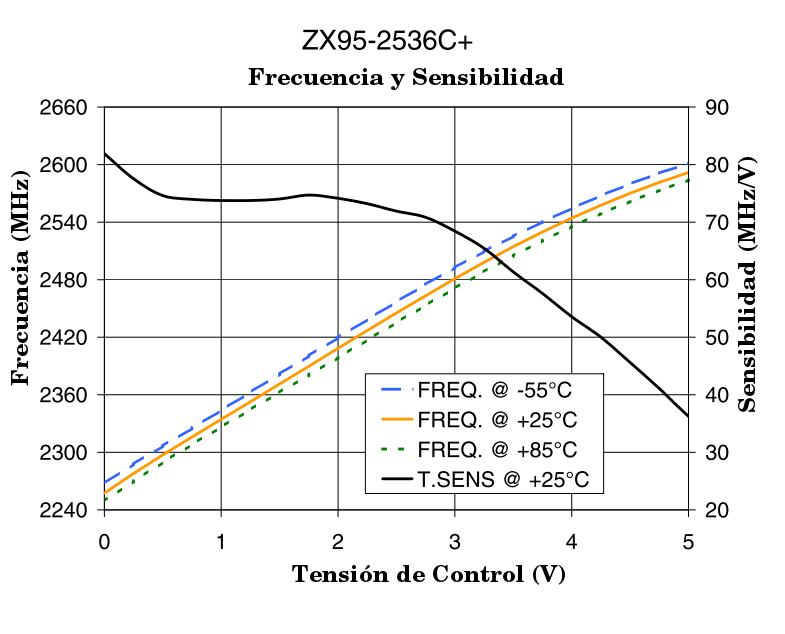 ZX95-2536C+
Frecuencia y Sensibilidad
Frecuencia (MHz)
2660
2600
2540
2480
2420
2360
2300
2240
90
80
70
60
50
40
30
20
Sensibilidad (MHz/V)
FREQ. @ -55°C
FREQ. @ +25°C
FREQ. @ +85°C
T.SENS @ +25°C
0 1 2 3 4 5
Tensión de Control (V)